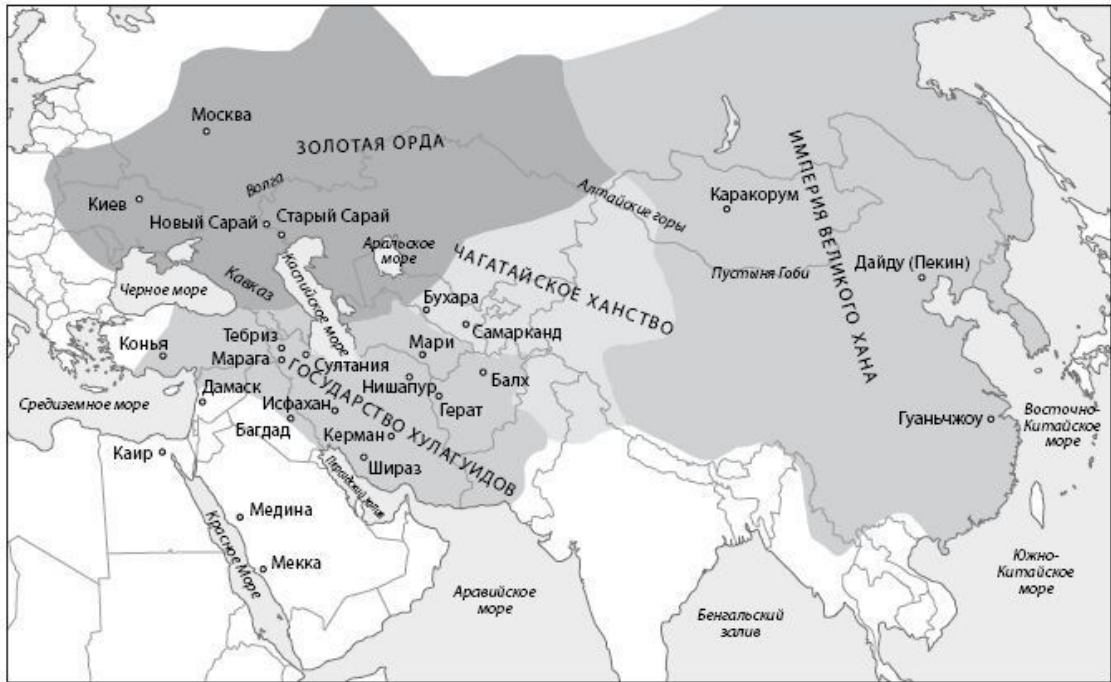 Москва
ЗОЛОТАЯ ОРДА
Волга
Киев
Новый Сарай
Старый Сарай
Аральское
море
Каспийское море
Кавказ
Черное море
Алтайские горы
Каракорум
ИМПЕРИЯ ВЕЛИКОГО ХАНА
Пустыня Гоби
Дайду (Пекин)
ЧАГАТАЙСКОЕ ХАНСТВО
Бухара
Самарканд
Конья
Тебриз
Марага
Султания
Мари
Нишапур
Балх
Герат
ГОСУДАРСТВО ХУЛАГУИДОВ
Дамаск
Средиземное море
Исфахан
Багдад
Керман
Шираз
Гуаньчжоу
Восточно-
Китайское
море
Каир
Персидский залив
Медина
Красное Море
Мекка
Аравийское
море
Бенгальский
залив
Южно-
Китайское
море